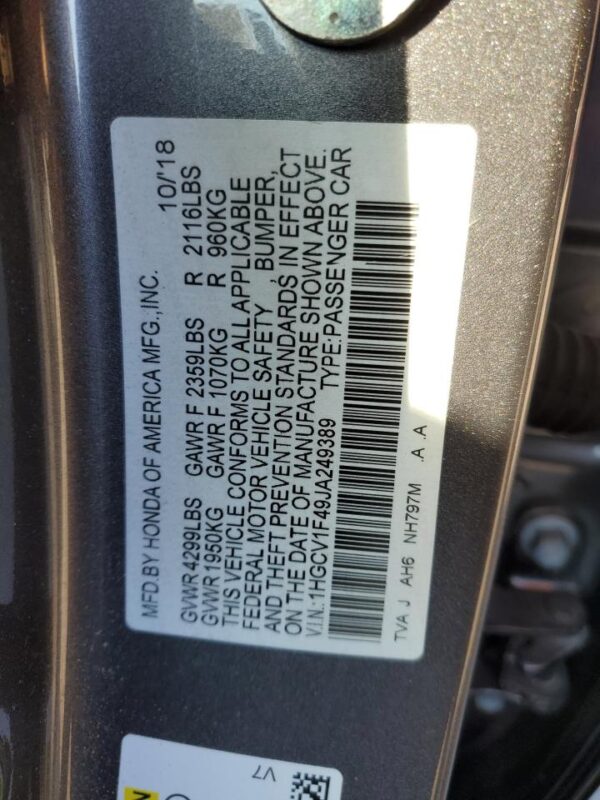 MFD.BY HONDA OF AMERICA MFG.,INC. 10/'18
GVWR 4299LBS GAWR F 2359LBS R 2116LBS
GVWR 1950KG GAWR F 1070KG R 960KG
THIS VEHICLE CONFORMS TO ALL APPLICABLE
FEDERAL MOTOR VEHICLE SAFETY, BUMPER,
AND THEFT PREVENTION STANDARDS IN EFFECT
ON THE DATE OF MANUFACTURE SHOWN ABOVE.
V.I.N.:1HGCV1F49JA249389 TYPE:PASSENGER CAR
TVA J AH6 NH797M .A .A
V7